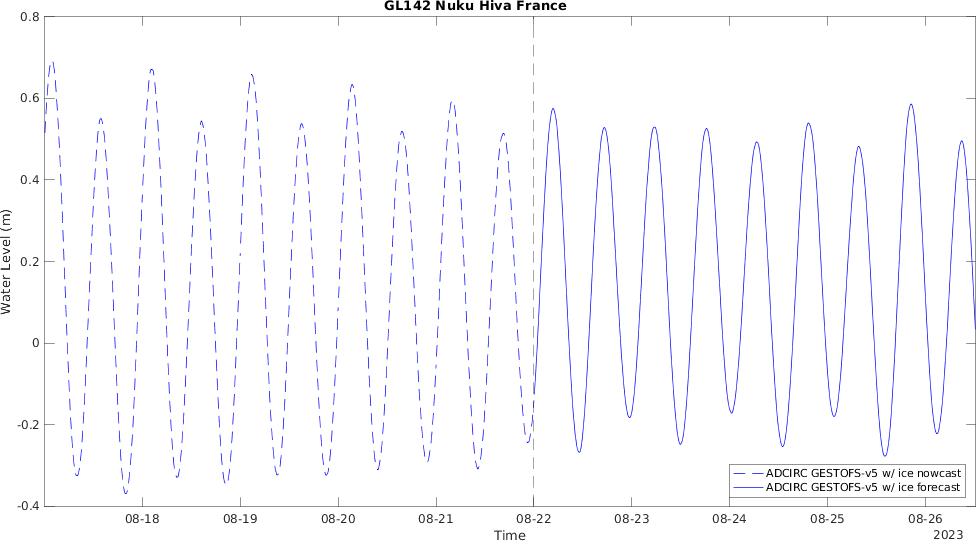 GL142 Nuku Hiva France
Water Level (m)
0.8
0.6
0.4
0.2
0
-0.2
-0.4
08-18 08-19 08-20 08-21 08-22 08-23 08-24 08-25 08-26
Time
2023
ADCIRC GESTOFS-v5 w/ ice nowcast
ADCIRC GESTOFS-v5 w/ ice forecast